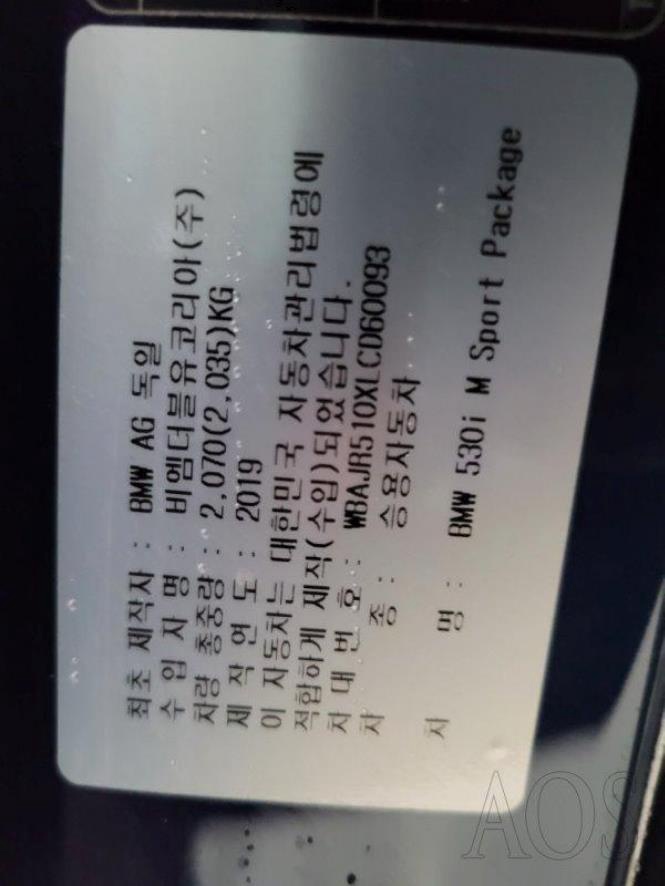 최초 제작자 : BMW AG 독일
수 입 자 명 : 비엠더블유코리아(주)
차량 총중량 : 2,070(2,035)KG
제 작 연 도 : 2019
이 자동차는 대한민국 자동차관리법령에
적합하게 제작(수입)되었습니다.
차 대 번 호 : WBAJR510XLCD60093
차 종 : 승용자동차
차 명 : BMW 530i M Sport Package
AOS